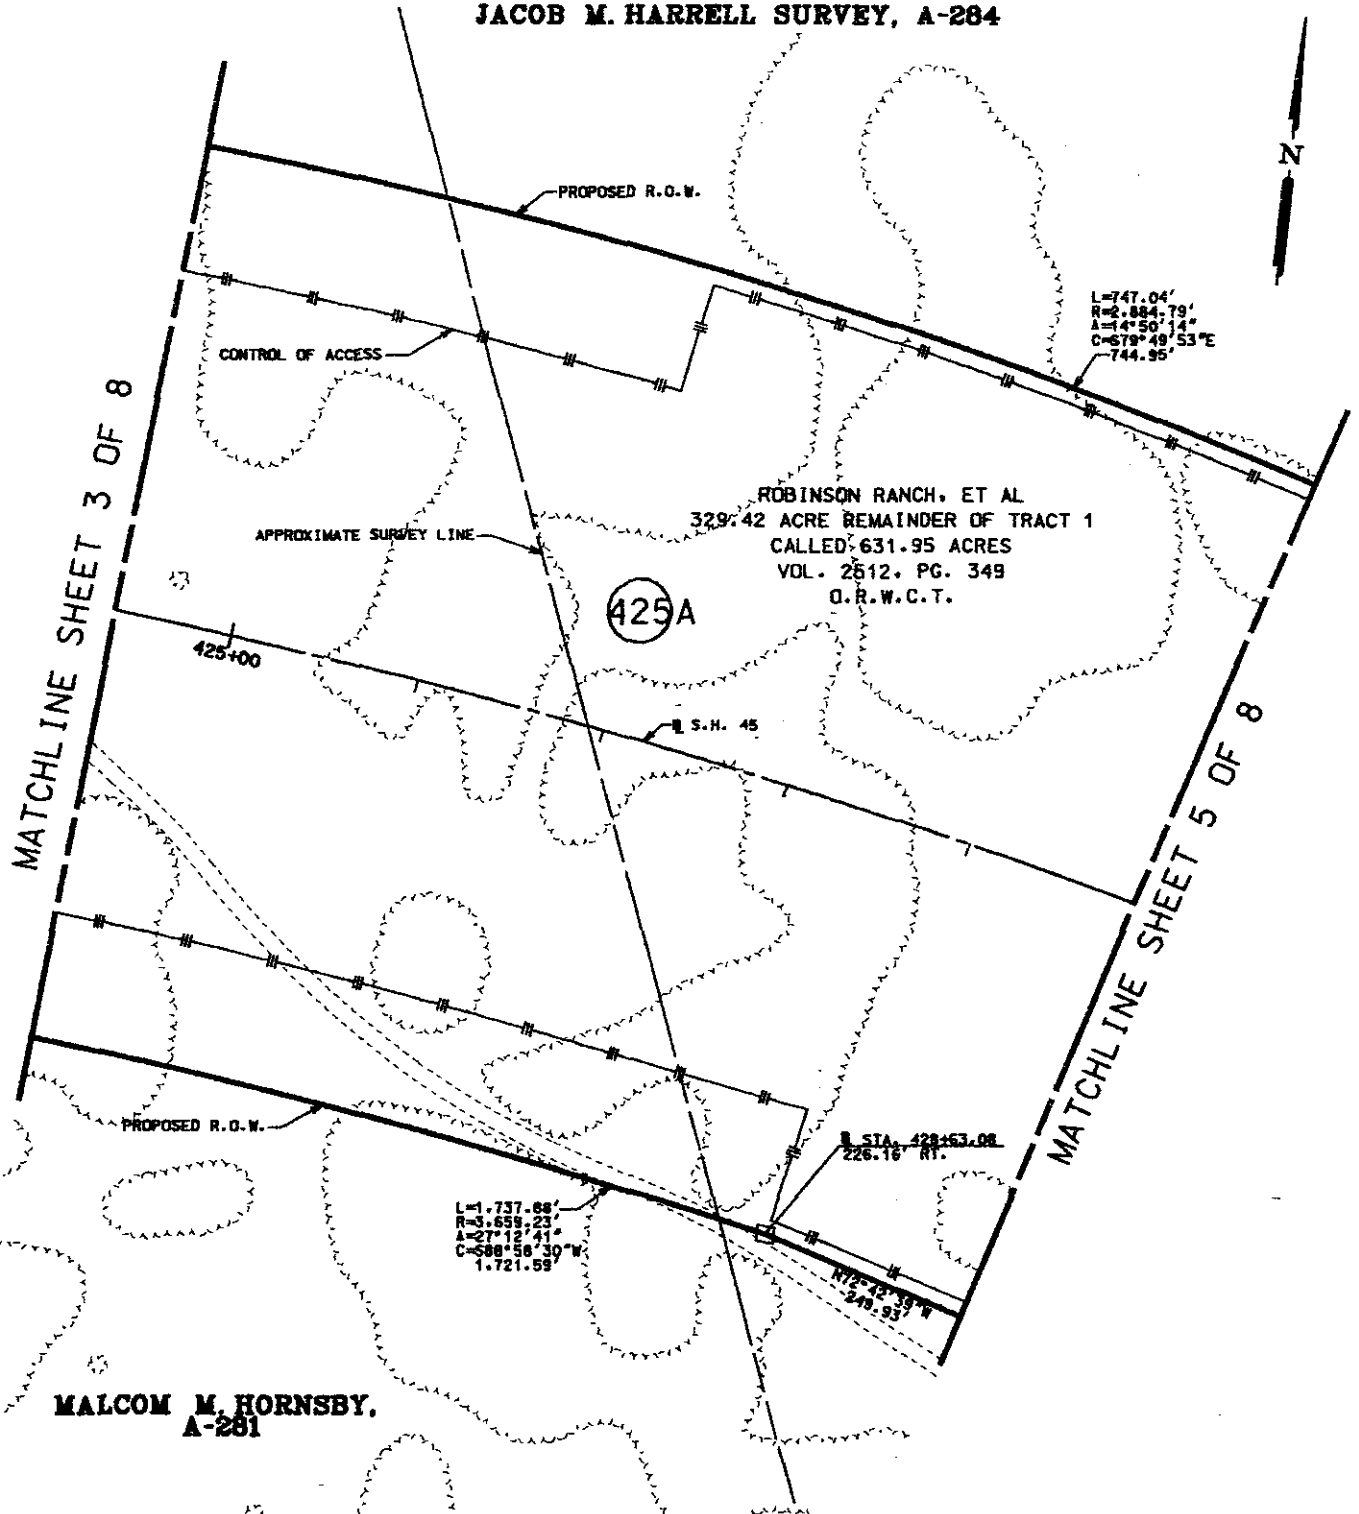 JACOB M. HARRELL SURVEY, A-284
N
PROPOSED R.O.W.
L=747.04'
R=2,884.79'
Δ=14°50'14"
C=S79°49'53"E
744.95'
CONTROL OF ACCESS
MATCHLINE SHEET 3 OF 8
ROBINSON RANCH, ET AL
329.42 ACRE REMAINDER OF TRACT 1
CALLED 631.95 ACRES
VOL. 2612, PG. 349
O.R.W.C.T.
APPROXIMATE SURVEY LINE
425A
425+00
S.H. 45
MATCHLINE SHEET 5 OF 8
PROPOSED R.O.W.
STA. 428+63.08
226.16' RT.
L=1,737.88'
R=3,659.23'
Δ=27°12'41"
C=S88°58'30"W
1,721.59'
N72°42'39"W
249.93'
MALCOM M. HORNSBY,
A-281